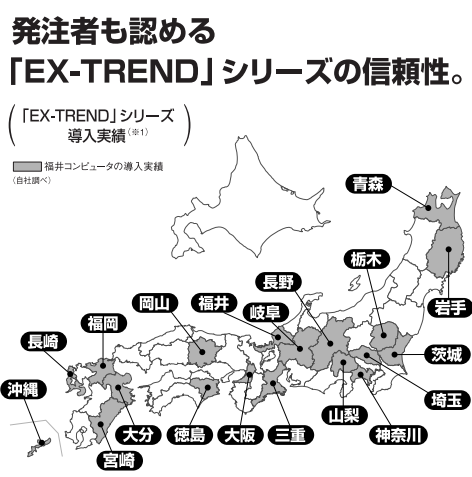 発注者も認める
「EX-TREND」シリーズの信頼性。
「EX-TREND」シリーズ
導入実績(※1)
福井コンピュータの導入実績
(自社調べ)
青森
栃木
長野
岩手
岡山
福井
岐阜
福岡
長崎
茨城
沖縄
埼玉
山梨
大分
徳島
大阪
三重
神奈川
宮崎